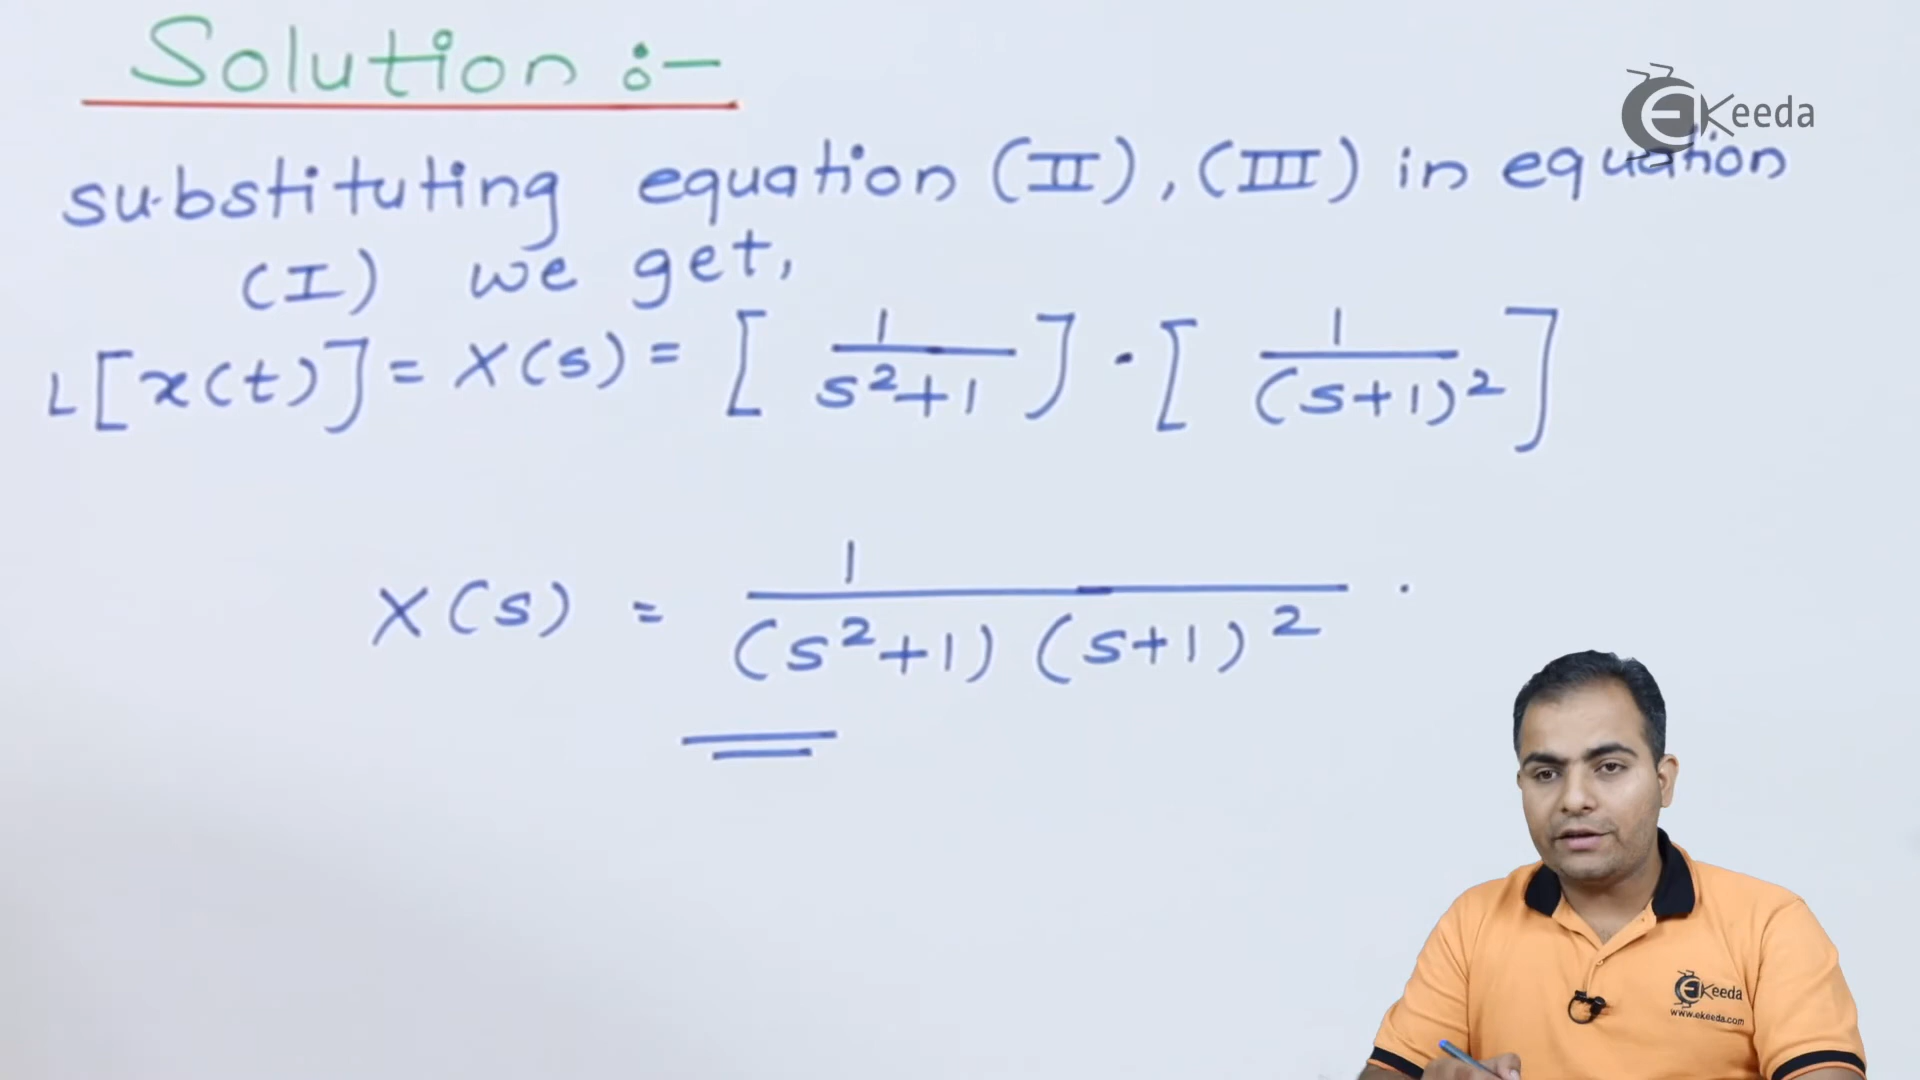 Solution :-
EKeeda
substituting equation (II), (III) in equation
(I) we get,
L[x(t)] = X(s) = [ 1 / s²+1 ] · [ 1 / (s+1)² ]
X(s) = 1 / (s²+1) (s+1)² .
EKeeda
www.ekeeda.com